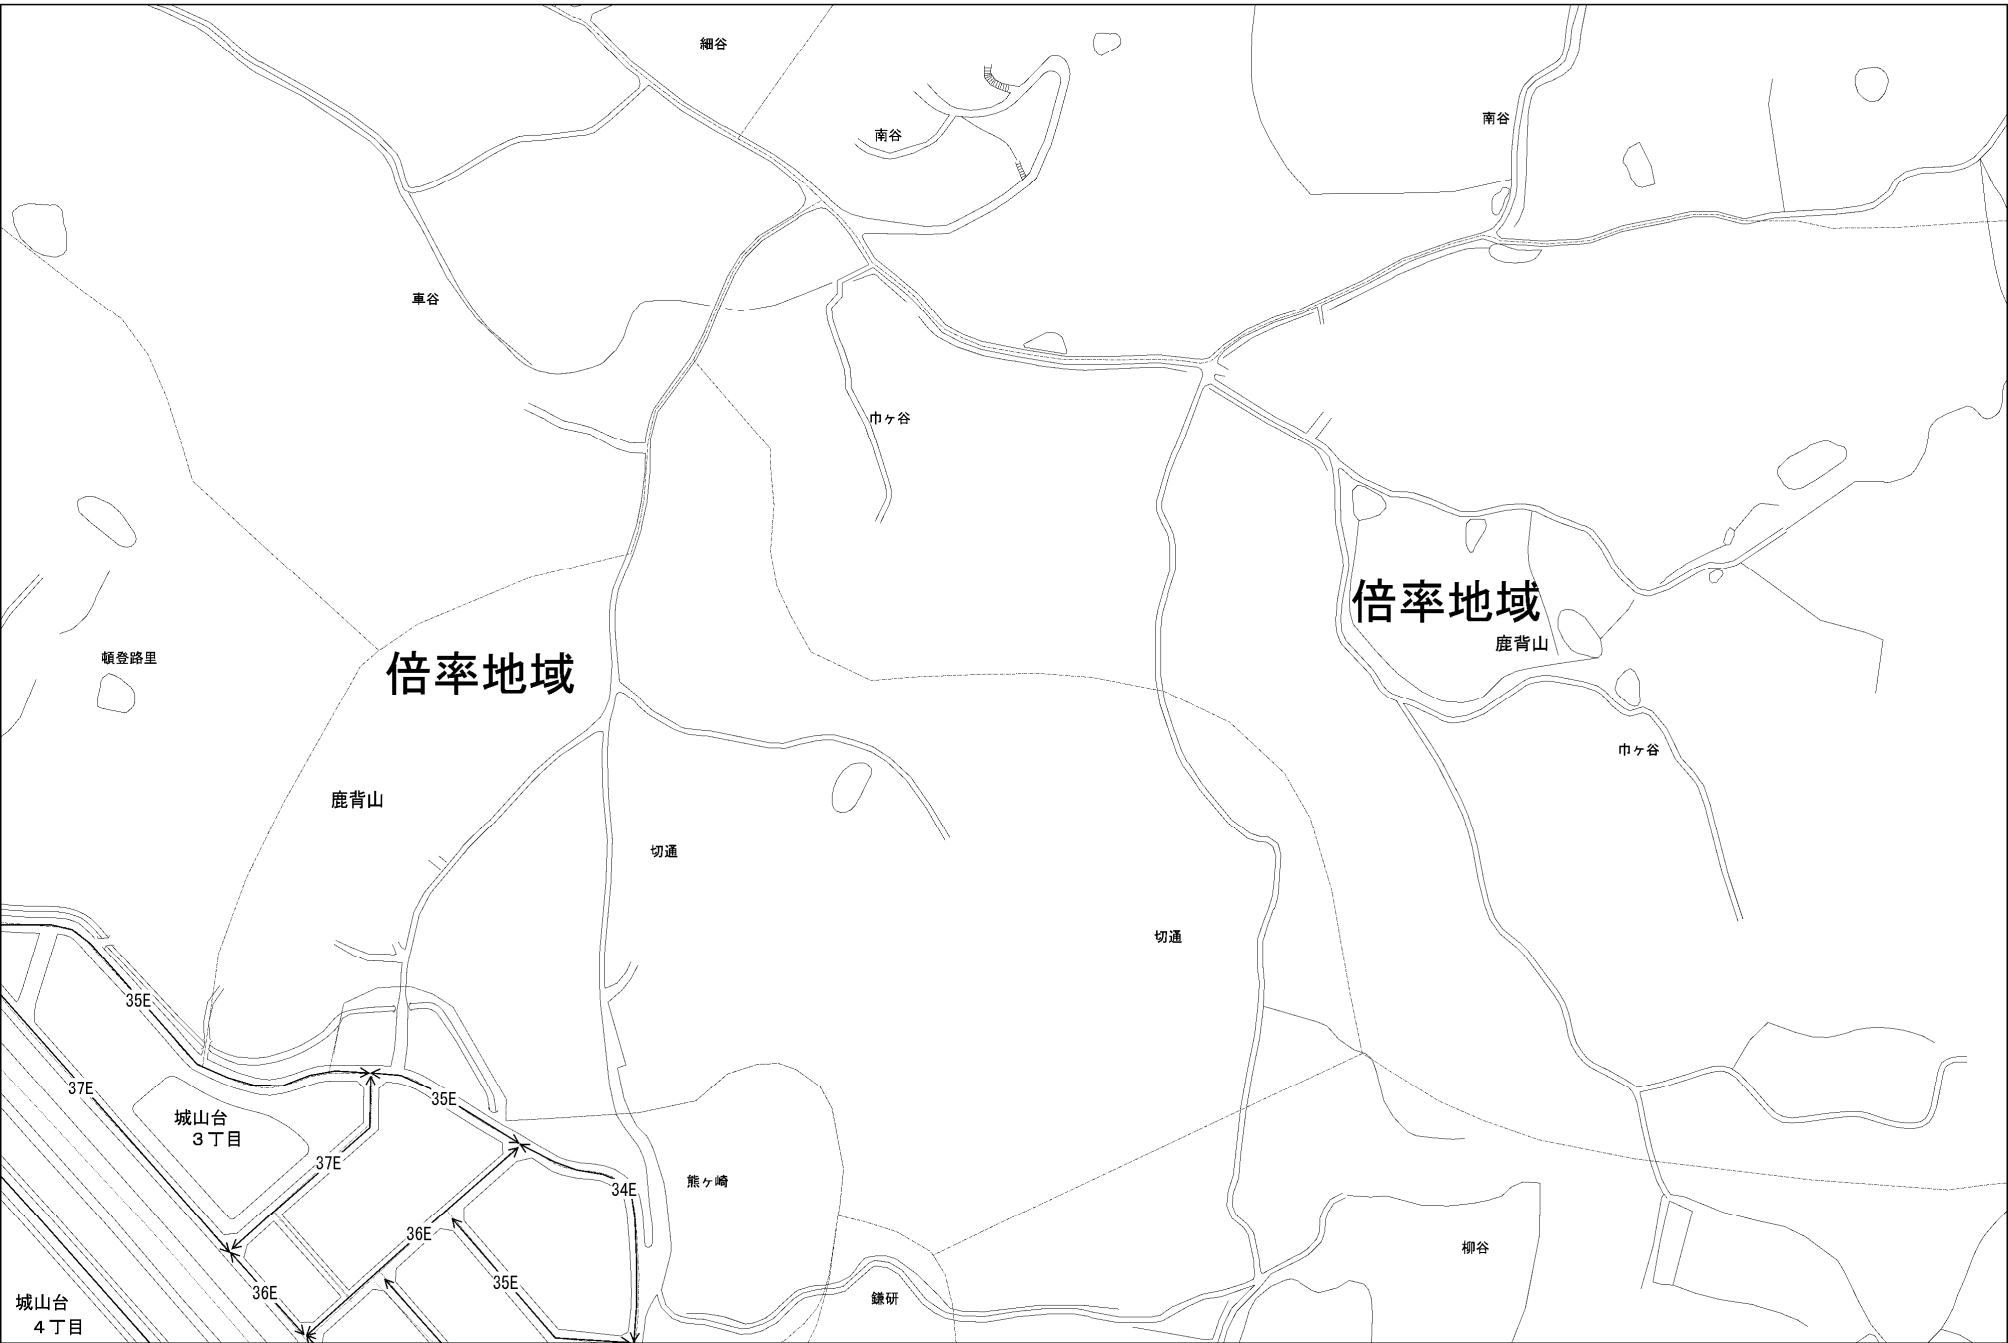 細谷
南谷
南谷
車谷
巾ヶ谷
倍率地域
鹿背山
頓登路里
倍率地域
巾ヶ谷
鹿背山
切通
切通
35E
37E
城山台
3丁目
35E
37E
34E
熊ヶ崎
36E
柳谷
35E
36E
鎌研
城山台
4丁目